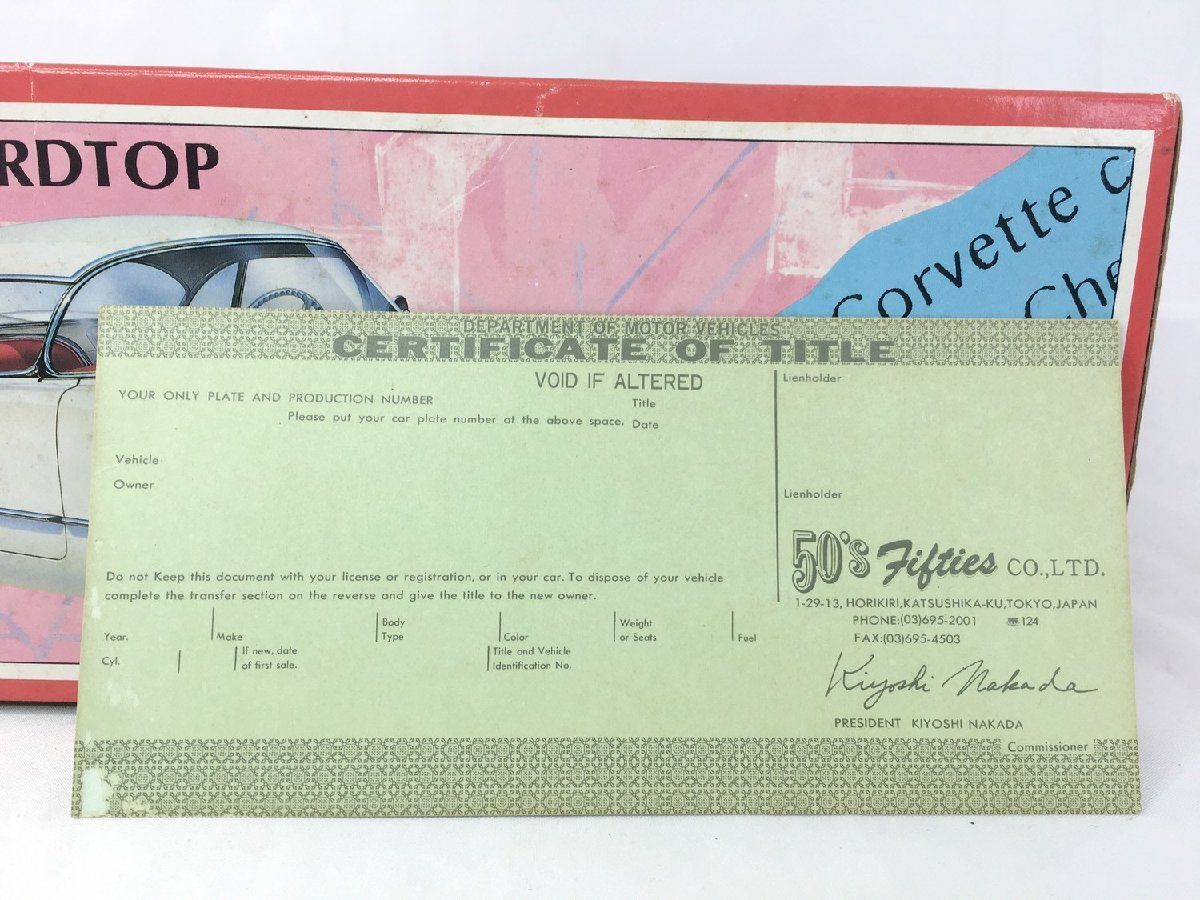 RDTOP
Corvette c
Che
DEPARTMENT OF MOTOR VEHICLES
CERTIFICATE OF TITLE
VOID IF ALTERED
YOUR ONLY PLATE AND PRODUCTION NUMBER
Title
Please put your car plate number at the above space.
Date
Vehicle
Owner
Lienholder
Lienholder
50's Fifties CO.,LTD.
1-29-13, HORIKIRI,KATSUSHIKA-KU,TOKYO,JAPAN
PHONE:(03)695-2001 〠124
FAX:(03)695-4503
Kiyoshi Nakada
PRESIDENT KIYOSHI NAKADA
Commissioner
Do not Keep this document with your license or registration, or in your car. To dispose of your vehicle
complete the transfer section on the reverse and give the title to the new owner.
Year.
Make
Body
Type
Color
Weight
or Seats
Fuel
Cyl.
If new, date
of first sale.
Title and Vehicle
Identification No.